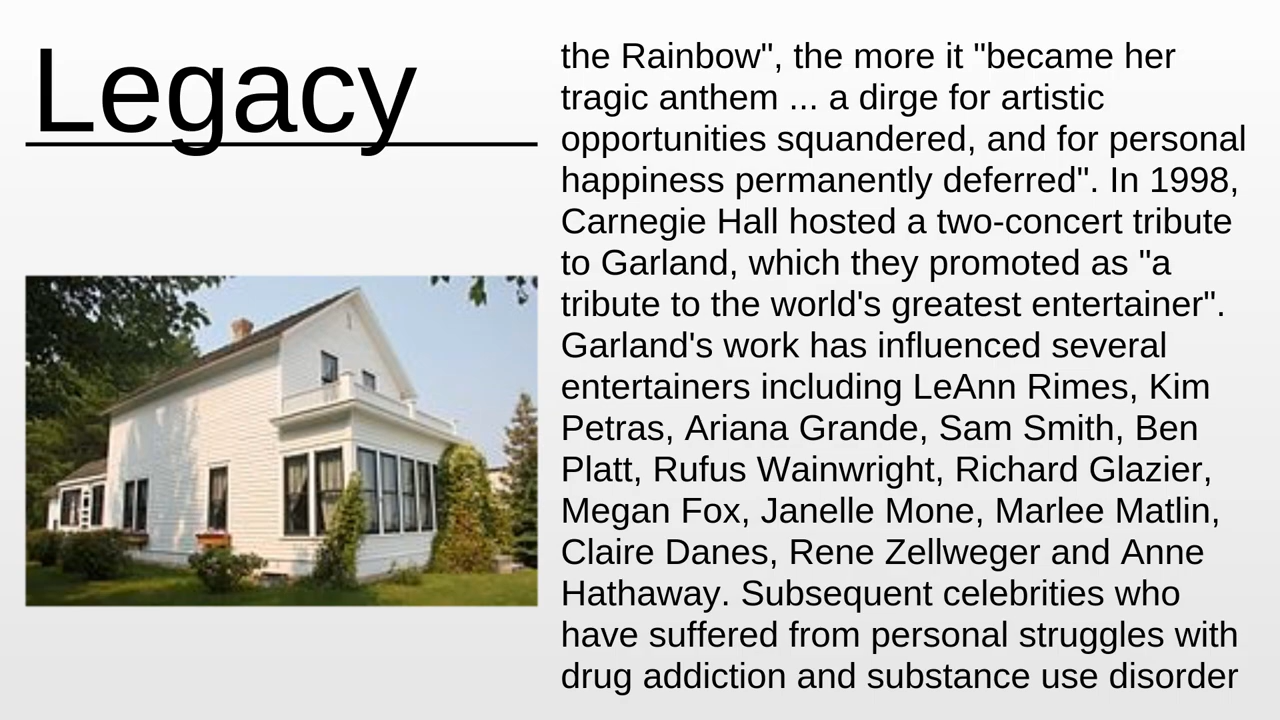 Legacy
the Rainbow", the more it "became her
tragic anthem ... a dirge for artistic
opportunities squandered, and for personal
happiness permanently deferred". In 1998,
Carnegie Hall hosted a two-concert tribute
to Garland, which they promoted as "a
tribute to the world's greatest entertainer".
Garland's work has influenced several
entertainers including LeAnn Rimes, Kim
Petras, Ariana Grande, Sam Smith, Ben
Platt, Rufus Wainwright, Richard Glazier,
Megan Fox, Janelle Mone, Marlee Matlin,
Claire Danes, Rene Zellweger and Anne
Hathaway. Subsequent celebrities who
have suffered from personal struggles with
drug addiction and substance use disorder